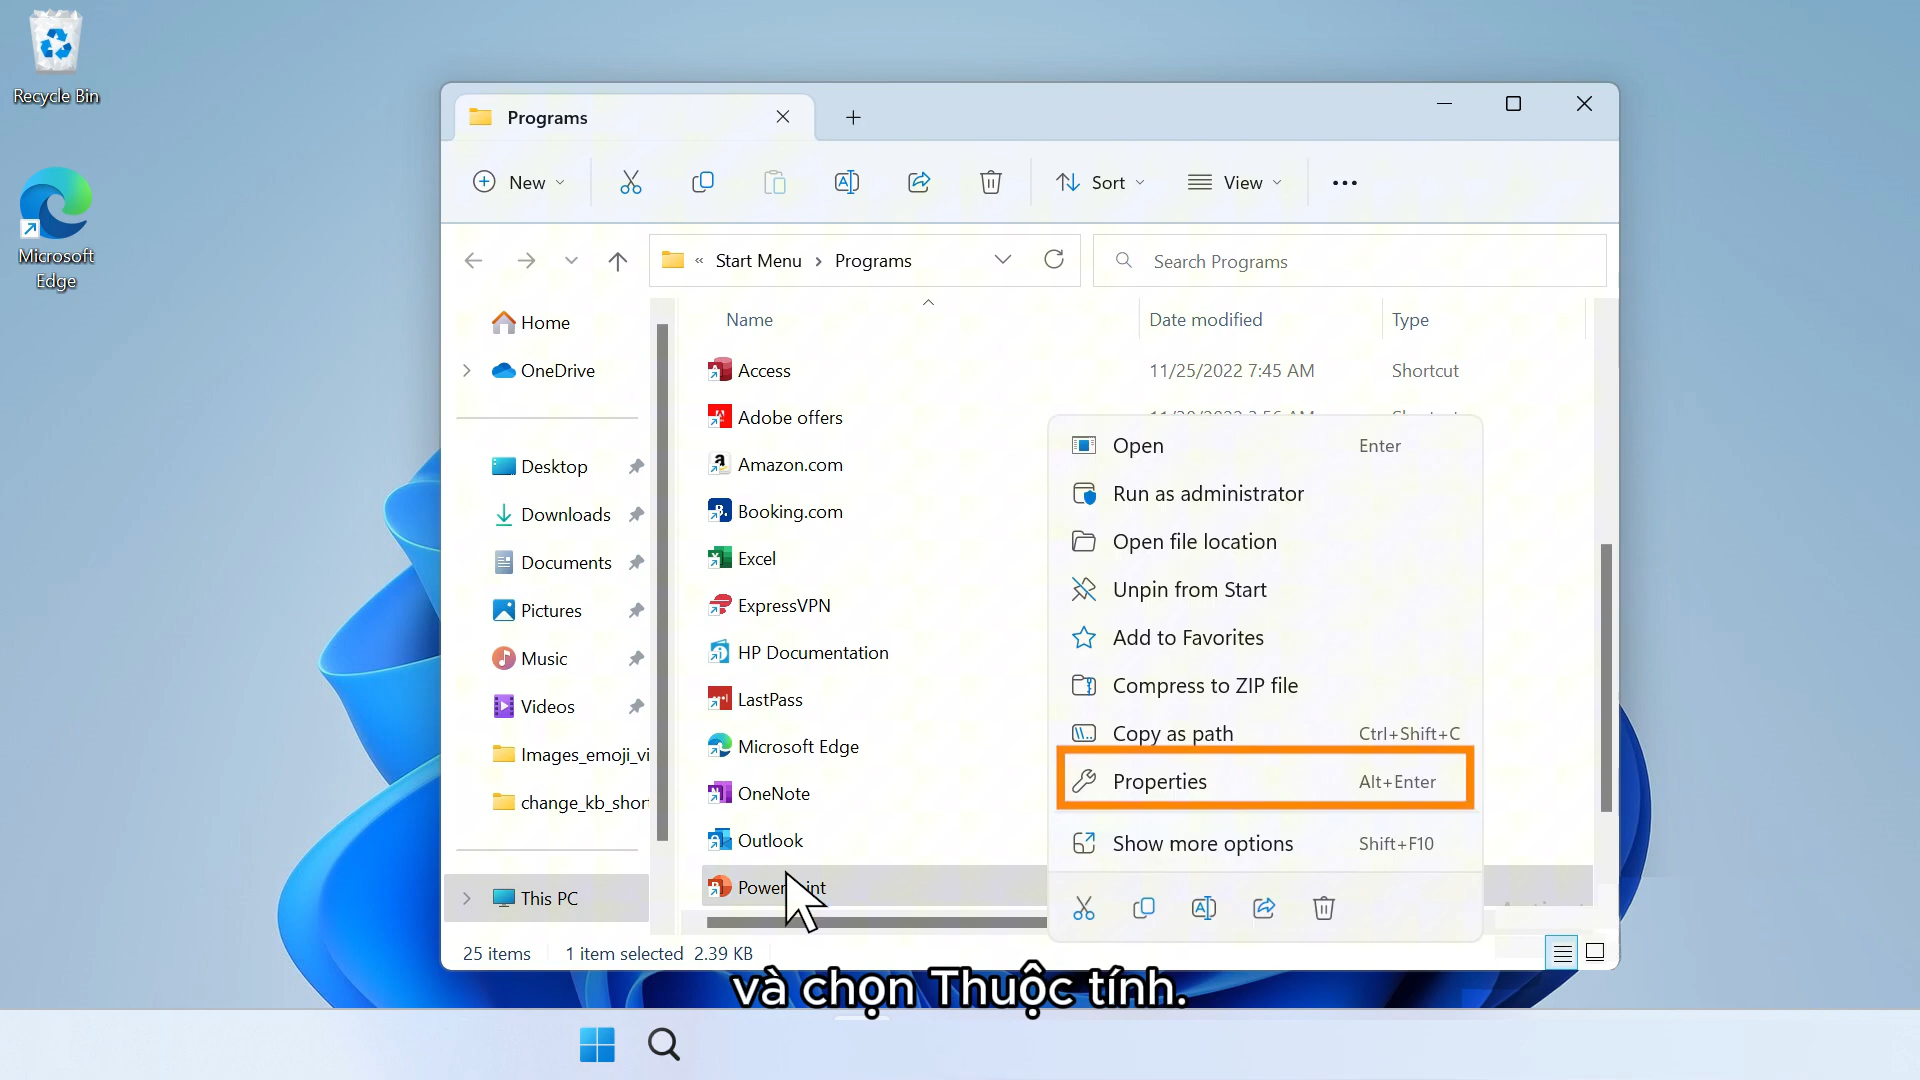 Recycle Bin
Microsoft
Edge
Programs
New
Sort
View
« Start Menu › Programs
Search Programs
Home
OneDrive
Desktop
Downloads
Documents
Pictures
Music
Videos
Images_emoji_vi
change_kb_shor
This PC
Name
Date modified
Type
Access
11/25/2022 7:45 AM
Shortcut
Adobe offers
Amazon.com
Booking.com
Excel
ExpressVPN
HP Documentation
LastPass
Microsoft Edge
OneNote
Outlook
Open
Enter
Run as administrator
Open file location
Unpin from Start
Add to Favorites
Compress to ZIP file
Copy as path
Ctrl+Shift+C
Properties
Alt+Enter
Show more options
Shift+F10
25 items
1 item selected 2.39 KB
và chọn Thuộc tính.